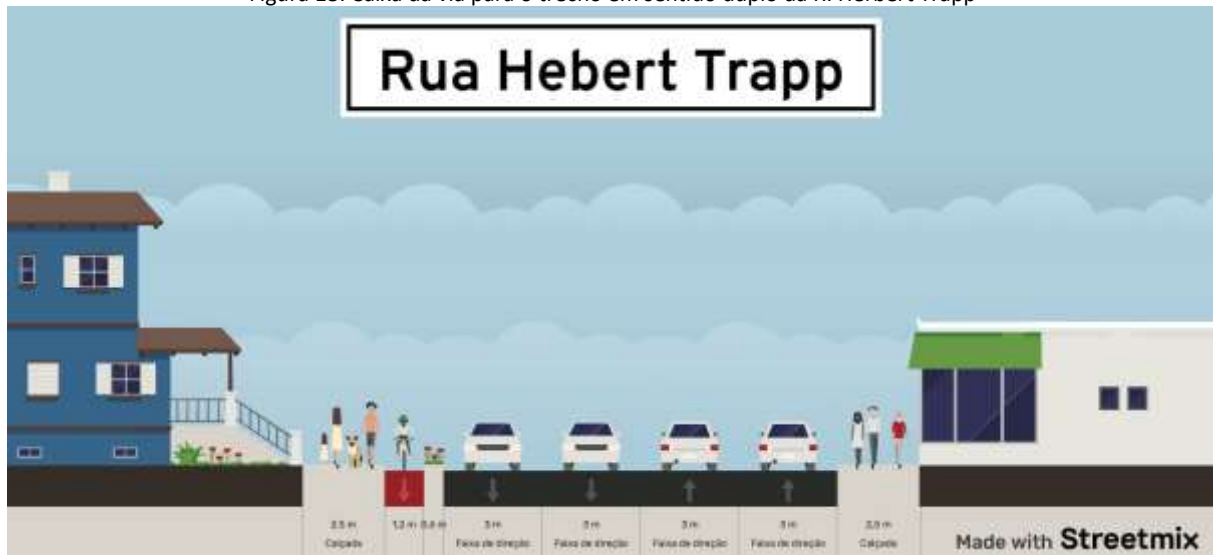 Rua Hebert Trapp
2,5 m 1,2 m 0,6 m 3 m 3 m 3 m 3 m 2,5 m
Calçada Faixa de direção Faixa de direção Faixa de direção Faixa de direção Calçada
Made with Streetmix